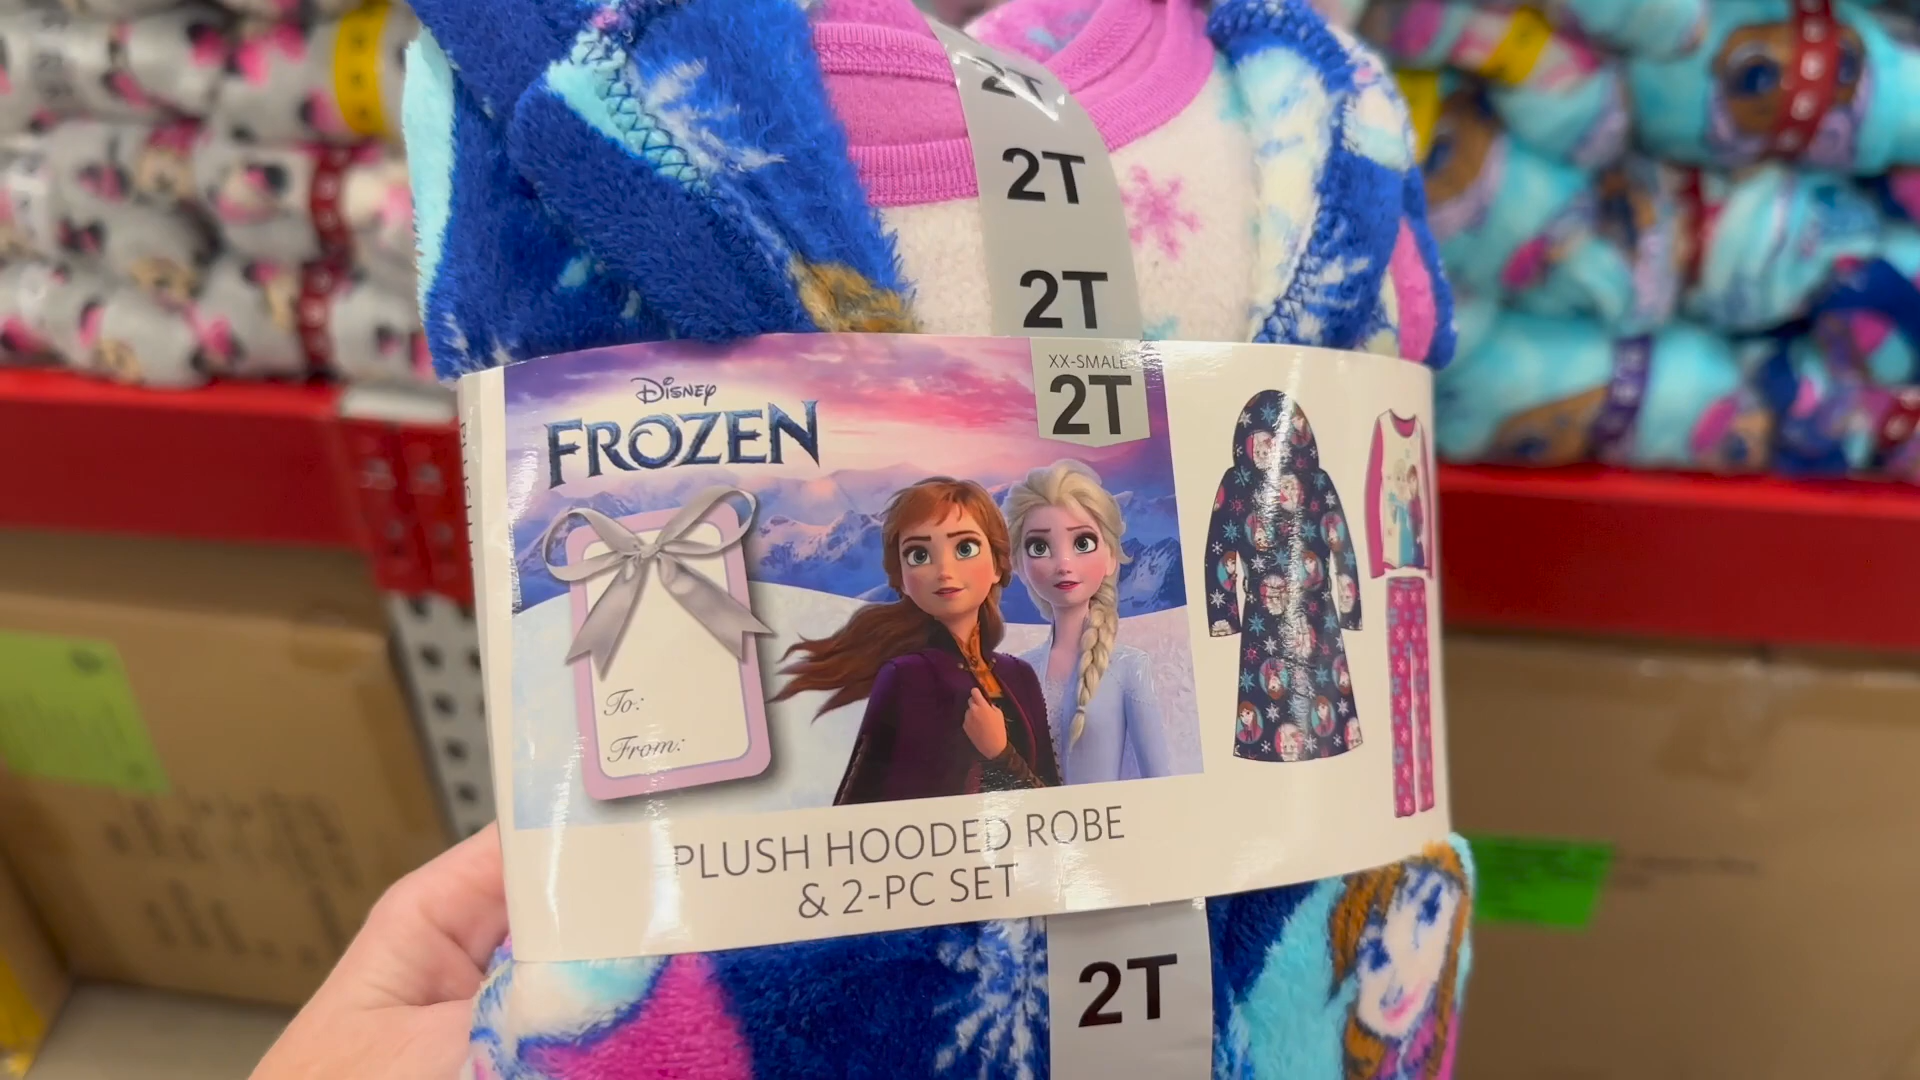 2T
2T
2T
XX-SMALL
2T
DISNEY
FROZEN
To:
From:
PLUSH HOODED ROBE
& 2-PC SET
2T